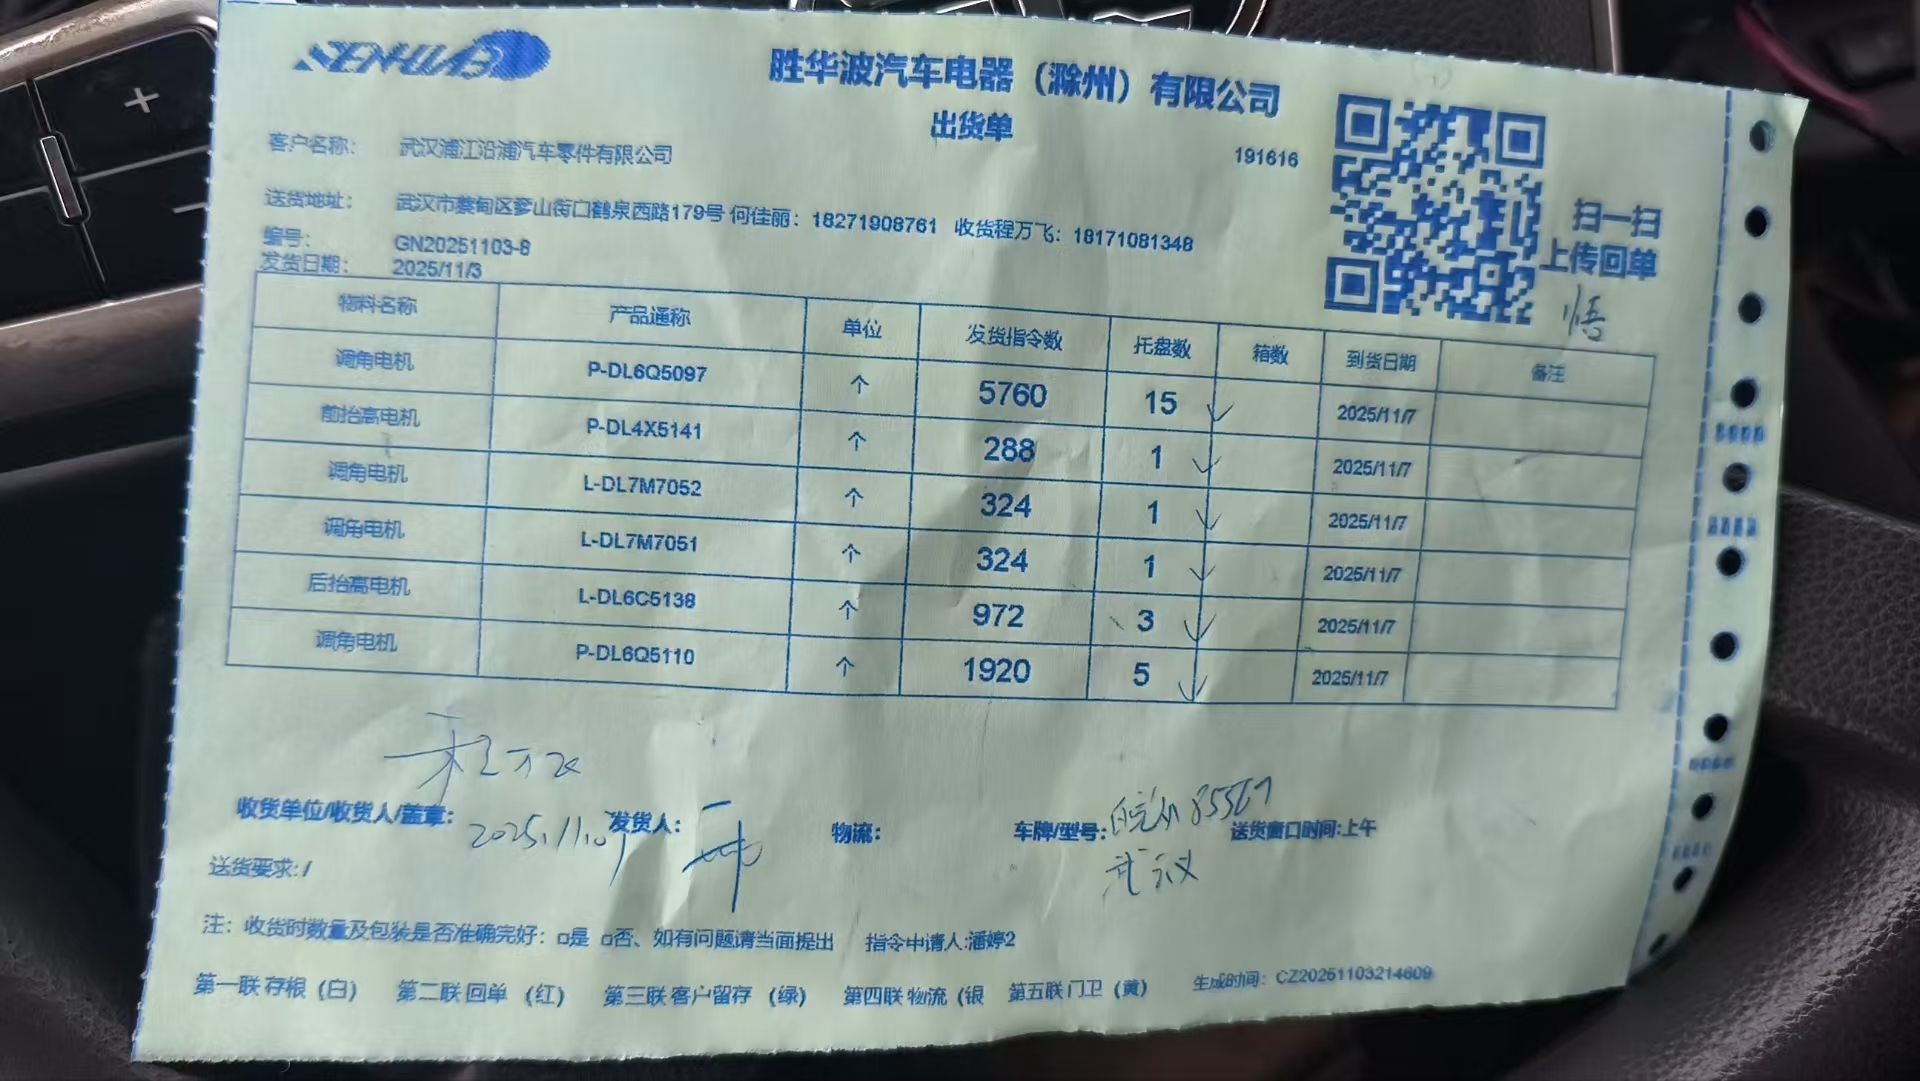 SENWAB
胜华波汽车电器（滁州）有限公司
出货单
191616
扫一扫
上传回单
客户名称： 武汉浦江沿浦汽车零件有限公司
送货地址： 武汉市蔡甸区奓山街口鹤泉西路179号 何佳丽：18271908761 收货程万飞：18171081348
编号： GN20251103-8
发货日期： 2025/11/3
物料名称 产品通称 单位 发货指令数 托盘数 箱数 到货日期 备注
调角电机 P-DL6Q5097 个 5760 15 2025/11/7
前抬高电机 P-DL4X5141 个 288 1 2025/11/7
调角电机 L-DL7M7052 个 324 1 2025/11/7
调角电机 L-DL7M7051 个 324 1 2025/11/7
后抬高电机 L-DL6C5138 个 972 3 2025/11/7
调角电机 P-DL6Q5110 个 1920 5 2025/11/7
程万飞
收货单位/收货人/盖章： 2025.11.10 发货人： 物流： 车牌/型号： 送货窗口时间:上午
武汉
送货要求:/
注：收货时数量及包装是否准确完好：□是 □否、如有问题请当面提出 指令申请人:潘婷2
第一联 存根 （白） 第二联 回单 （红） 第三联 客户留存 （绿） 第四联 物流（银 第五联 门卫 （黄） 生成时间：CZ20251103214609